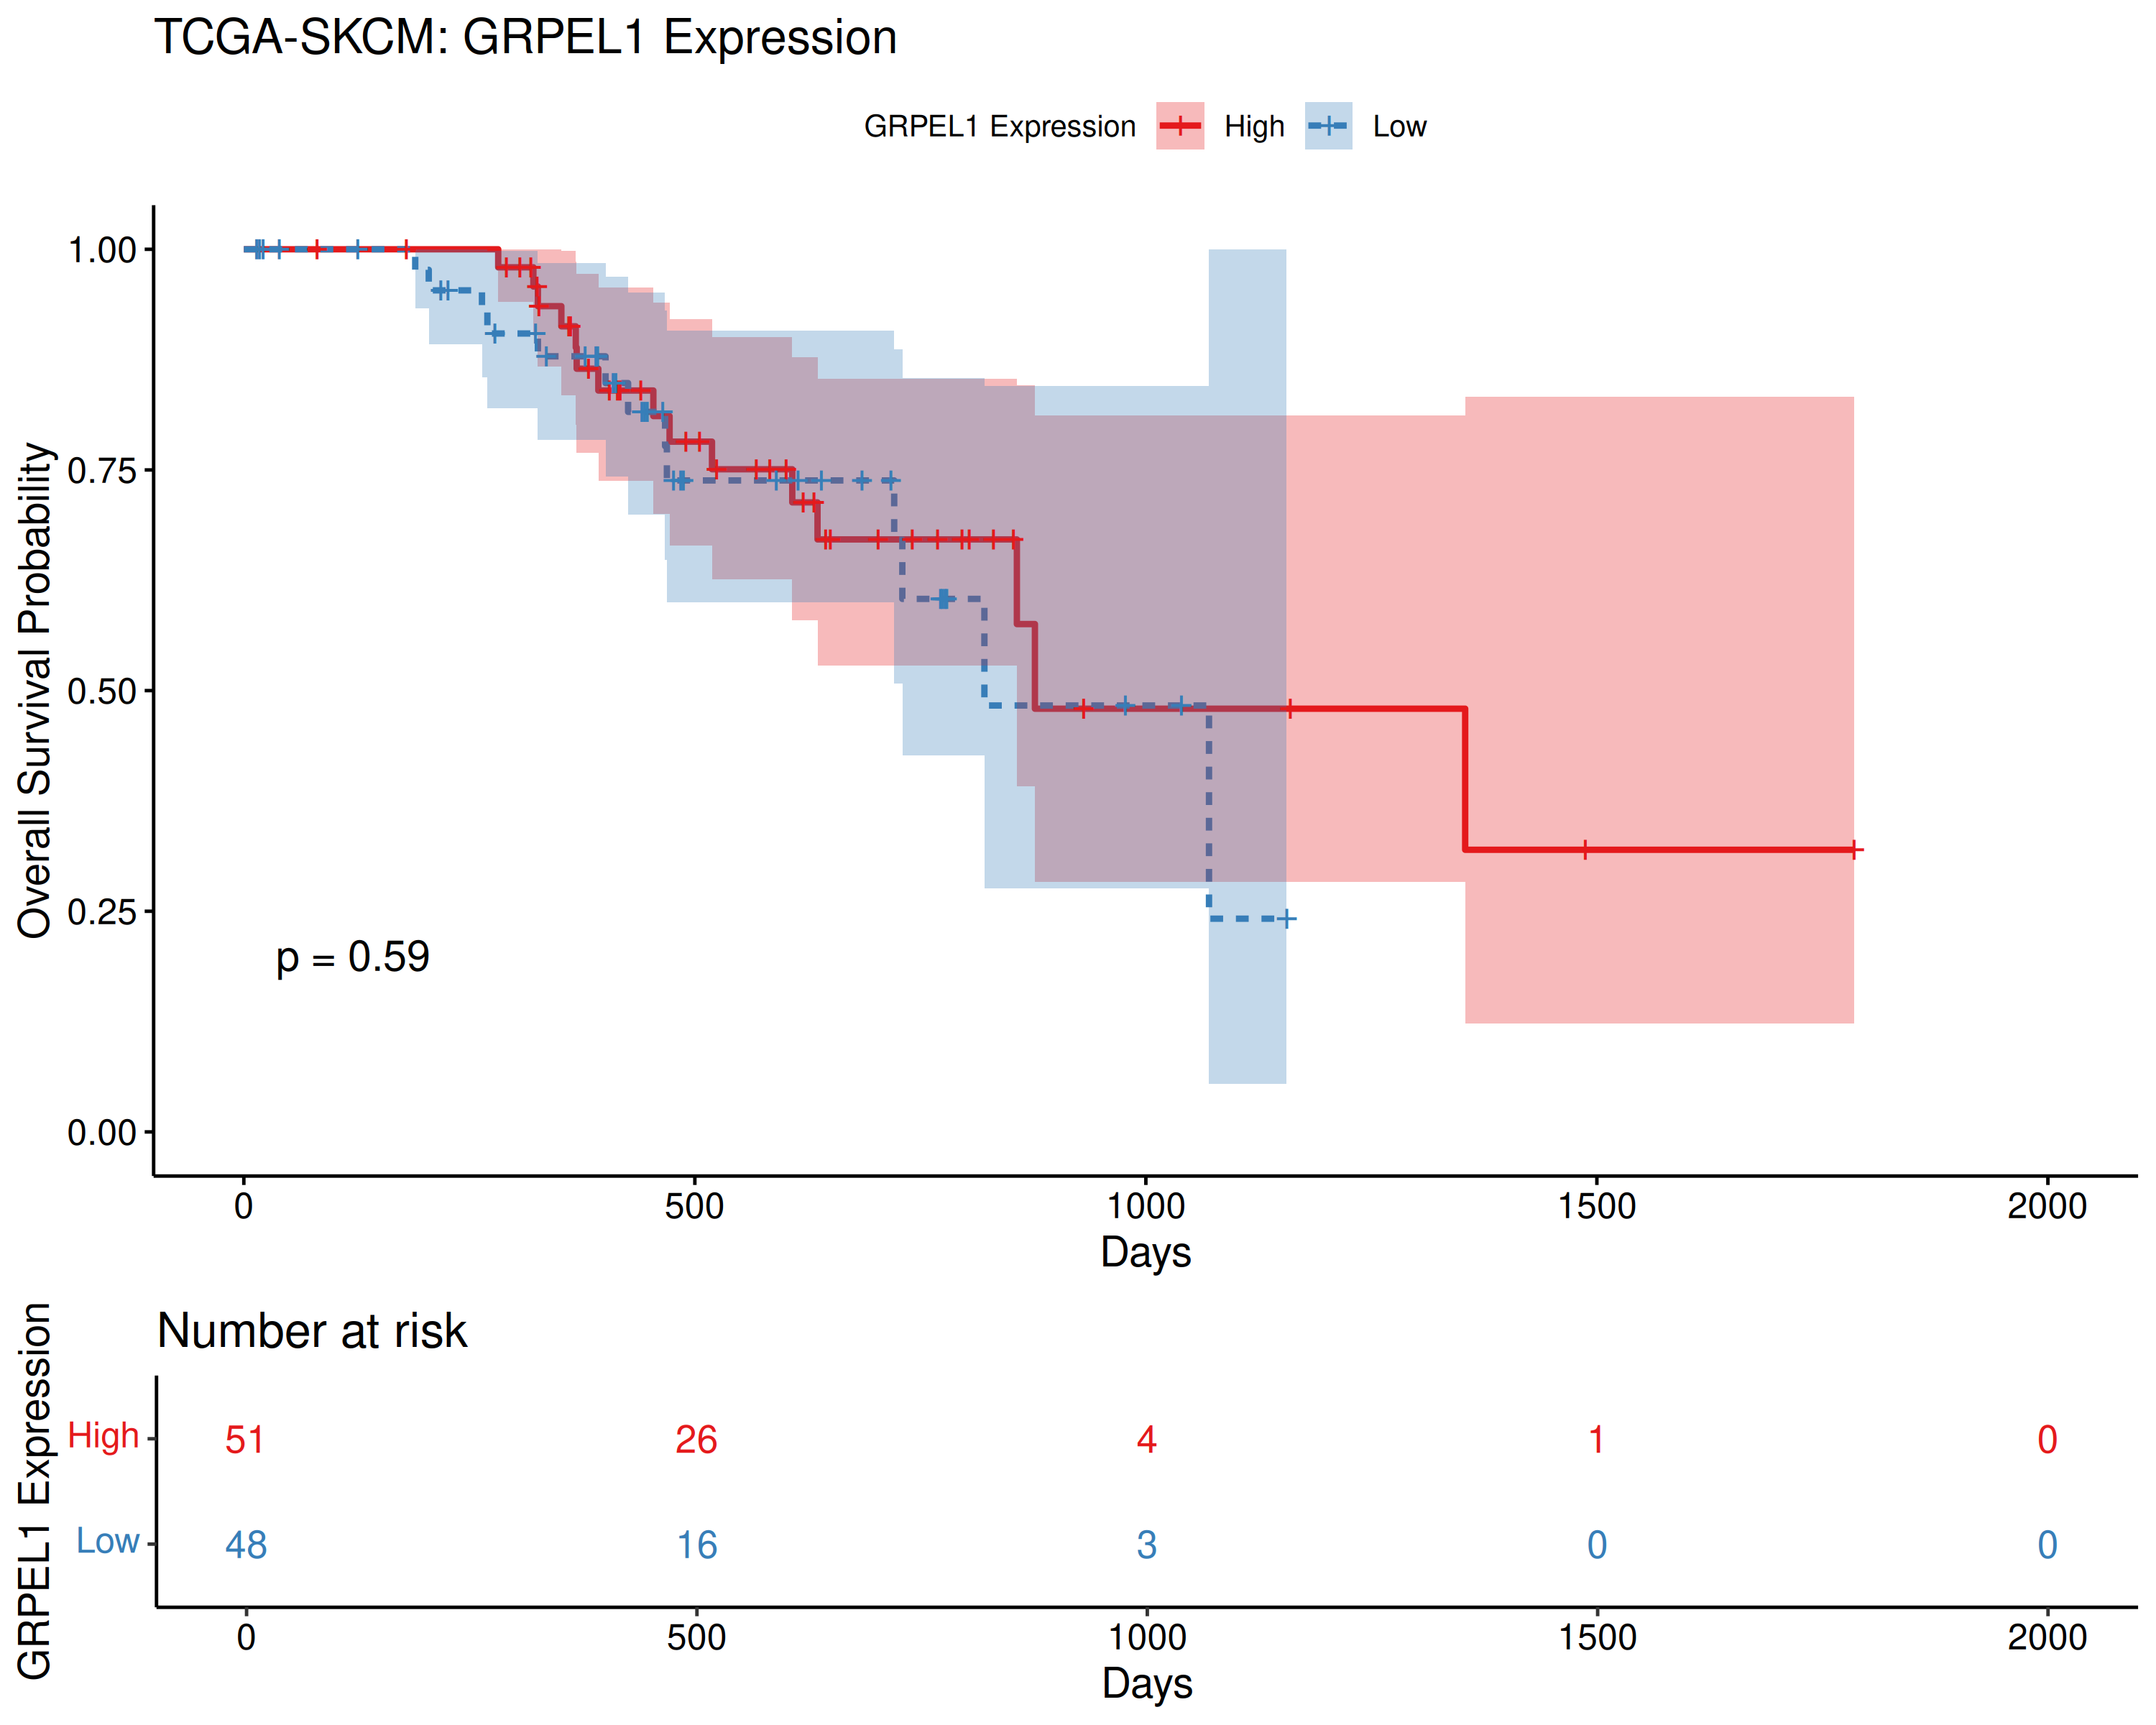 TCGA-SKCM: GRPEL1 Expression
GRPEL1 Expression High Low
Overall Survival Probability
1.00
0.75
0.50
0.25
0.00
p = 0.59
0 500 1000 1500 2000
Days
Number at risk
GRPEL1 Expression
High 51 26 4 1 0
Low 48 16 3 0 0
0 500 1000 1500 2000
Days